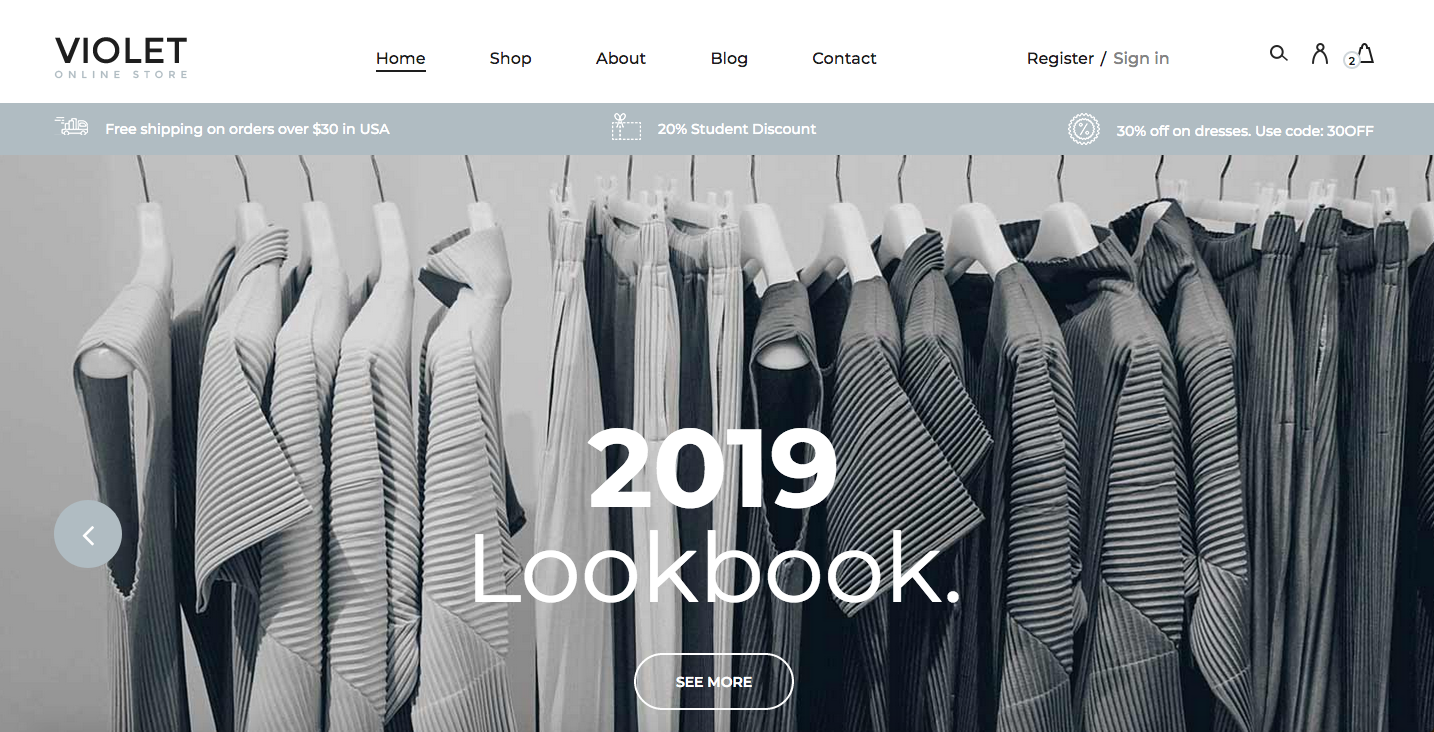 VIOLET
ONLINE STORE
Home
Shop
About
Blog
Contact
Register / Sign in
2
Free shipping on orders over $30 in USA
20% Student Discount
30% off on dresses. Use code: 30OFF
2019
Lookbook.
SEE MORE